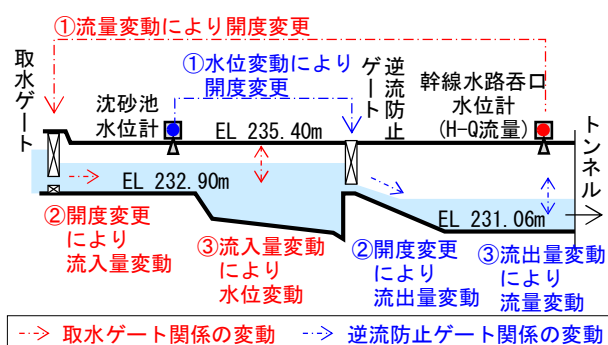 ①流量変動により開度変更
取水ゲート
①水位変動により
開度変更
逆流防止
ゲート
沈砂池
水位計
幹線水路呑口
水位計
(H-Q流量)
トンネル
EL 235.40m
EL 232.90m
EL 231.06m
②開度変更
により
流入量変動
③流入量変動
により
水位変動
②開度変更
により
流出量変動
③流出量変動
により
流量変動
取水ゲート関係の変動
逆流防止ゲート関係の変動